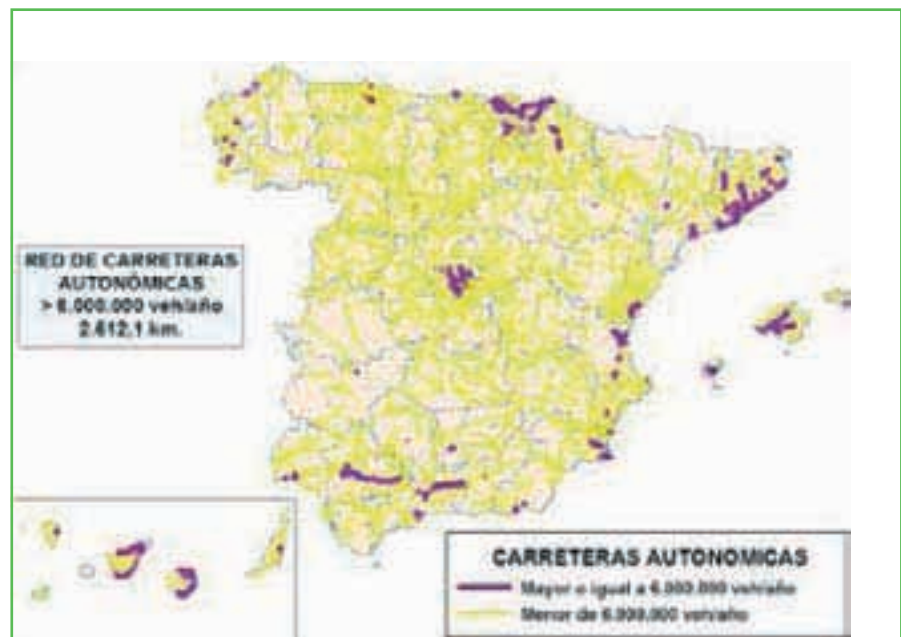 RED DE CARRETERAS
AUTONÓMICAS
> 6.000.000 veh/año
2.612,1 km.
CARRETERAS AUTONOMICAS
Mayor o igual a 6.000.000 veh/año
Menor de 6.000.000 veh/año